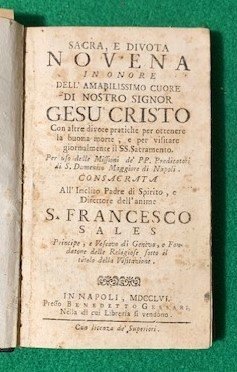 SACRA, E DIVOTA
NOVENA
IN ONORE
DELL' AMABILISSIMO CUORE
DI NOSTRO SIGNOR
GESU' CRISTO
Con altre divote pratiche per ottenere
la buona morte, e per visitare
giornalmente il SS. Sacramento.
Per uso delle Missioni de' PP. Predicatori
di S. Domenico Maggiore di Napoli.
CONSACRATA
All' Inclito Padre di Spirito, e
Direttore dell'anime
S. FRANCESCO
SALES
Principe, e Vescovo di Geneva, e Fon-
datore delle Religiose sotto il
titolo della Visitazione.
IN NAPOLI, MDCCLVI.
Presso BENEDETTO GESSARI,
Nella di cui Libreria si vendono.
Con licenza de' Superiori.